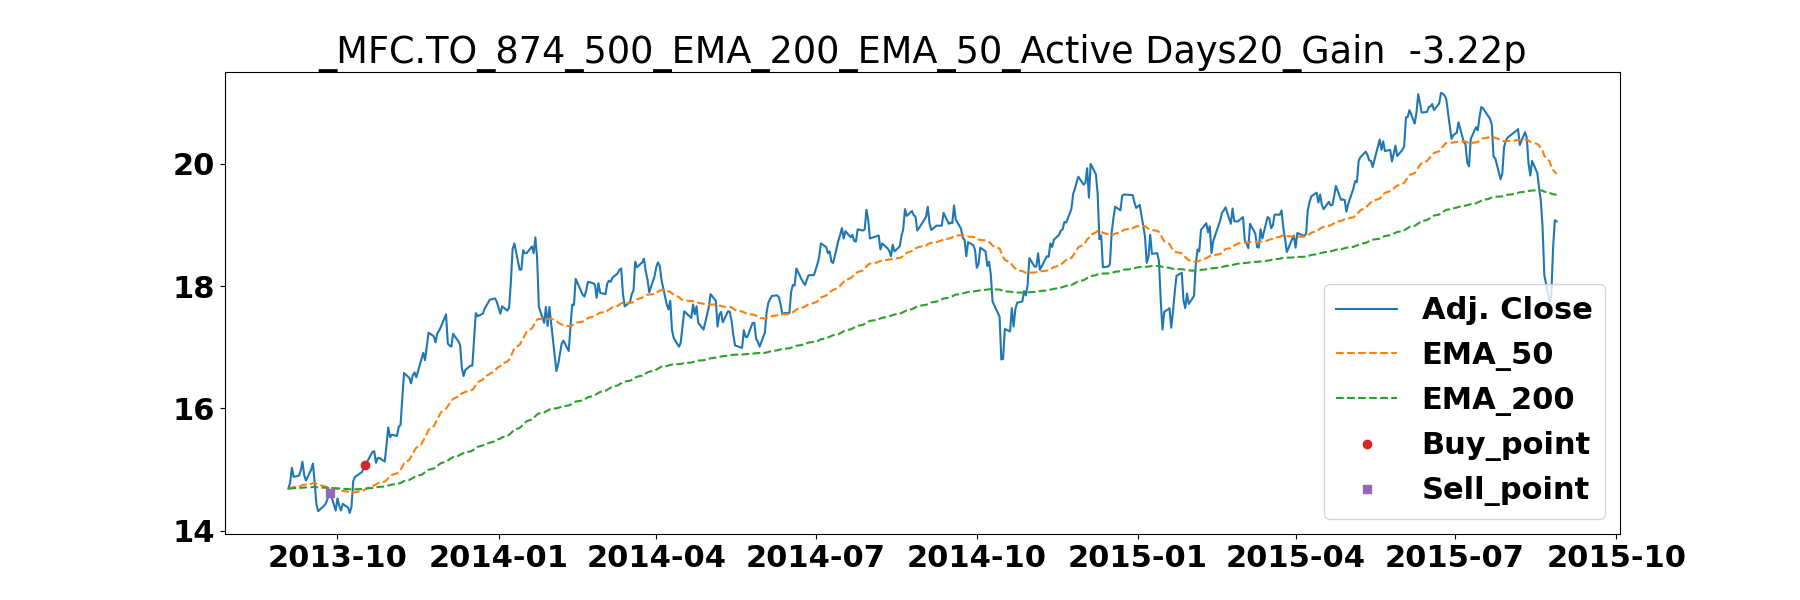 _MFC.TO_874_500_EMA_200_EMA_50_Active Days20_Gain  -3.22p
20
18
16
14
2013-10 2014-01 2014-04 2014-07 2014-10 2015-01 2015-04 2015-07 2015-10
Adj. Close
EMA_50
EMA_200
Buy_point
Sell_point